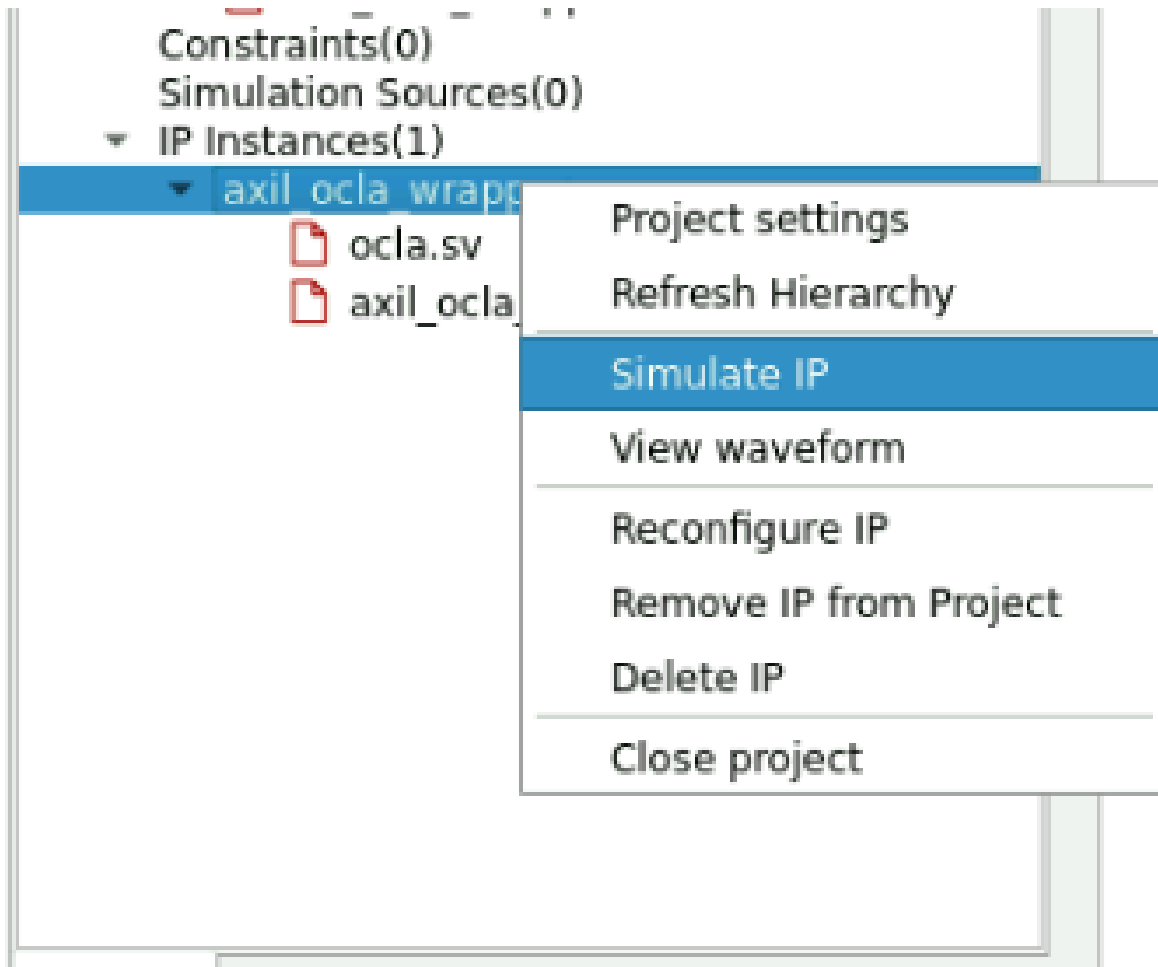 Constraints(0)
Simulation Sources(0)
IP Instances(1)
axil_ocla_wrapp
ocla.sv
axil_ocla_
Project settings
Refresh Hierarchy
Simulate IP
View waveform
Reconfigure IP
Remove IP from Project
Delete IP
Close project